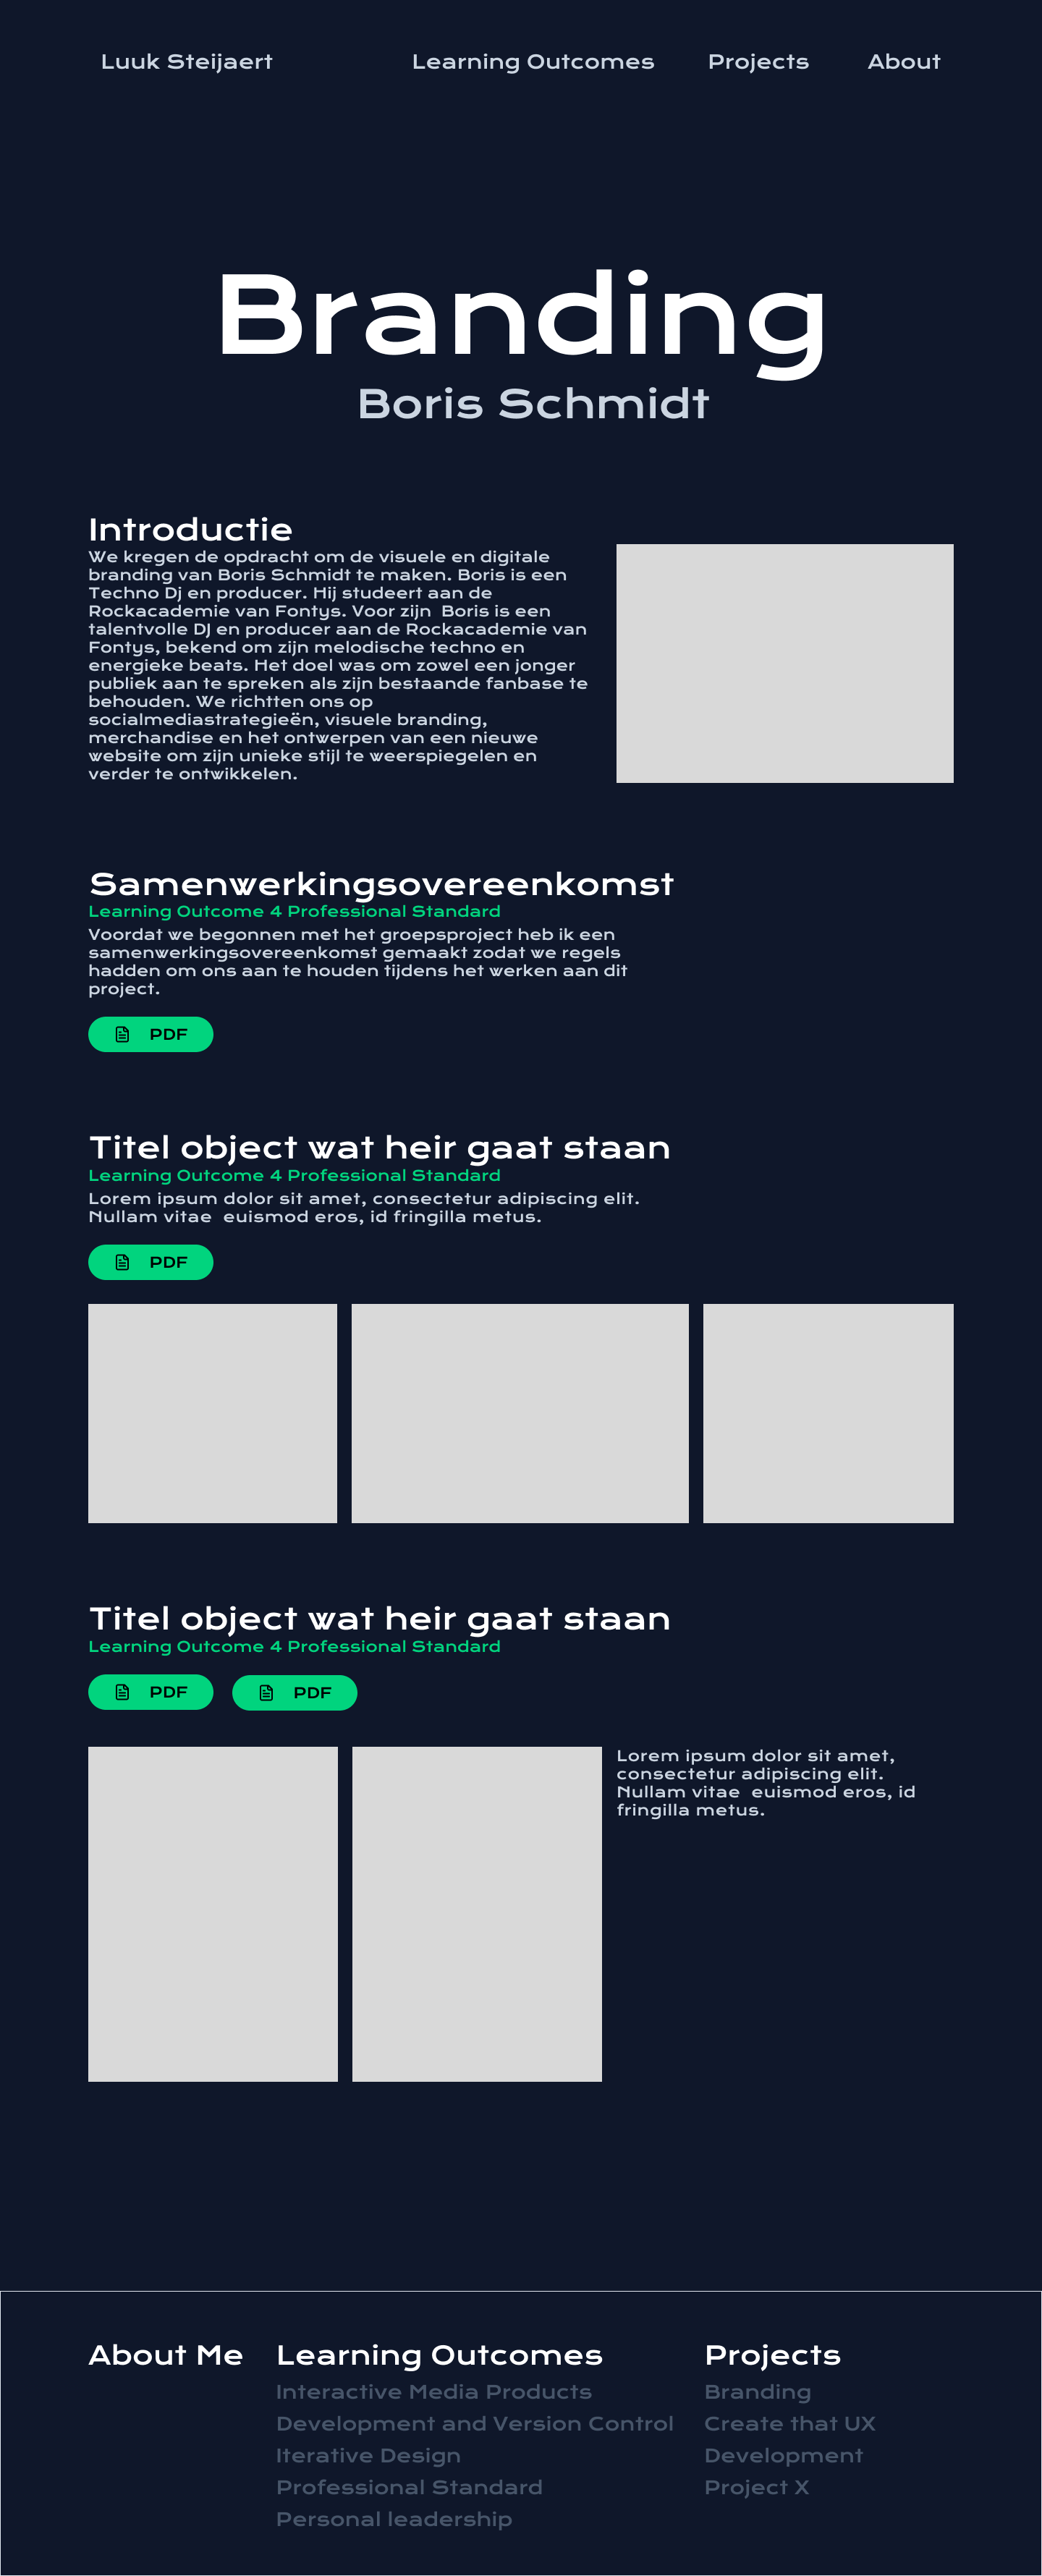 Luuk Steijaert
Learning Outcomes
Projects
About
Branding
Boris Schmidt
Introductie
We kregen de opdracht om de visuele en digitale
branding van Boris Schmidt te maken. Boris is een
Techno Dj en producer. Hij studeert aan de
Rockacademie van Fontys. Voor zijn  Boris is een
talentvolle DJ en producer aan de Rockacademie van
Fontys, bekend om zijn melodische techno en
energieke beats. Het doel was om zowel een jonger
publiek aan te spreken als zijn bestaande fanbase te
behouden. We richtten ons op
socialmediastrategieën, visuele branding,
merchandise en het ontwerpen van een nieuwe
website om zijn unieke stijl te weerspiegelen en
verder te ontwikkelen.
Samenwerkingsovereenkomst
Learning Outcome 4 Professional Standard
Voordat we begonnen met het groepsproject heb ik een
samenwerkingsovereenkomst gemaakt zodat we regels
hadden om ons aan te houden tijdens het werken aan dit
project.
PDF
Titel object wat heir gaat staan
Learning Outcome 4 Professional Standard
Lorem ipsum dolor sit amet, consectetur adipiscing elit.
Nullam vitae  euismod eros, id fringilla metus.
PDF
Titel object wat heir gaat staan
Learning Outcome 4 Professional Standard
PDF
PDF
Lorem ipsum dolor sit amet,
consectetur adipiscing elit.
Nullam vitae  euismod eros, id
fringilla metus.
About Me
Learning Outcomes
Interactive Media Products
Development and Version Control
Iterative Design
Professional Standard
Personal leadership
Projects
Branding
Create that UX
Development
Project X